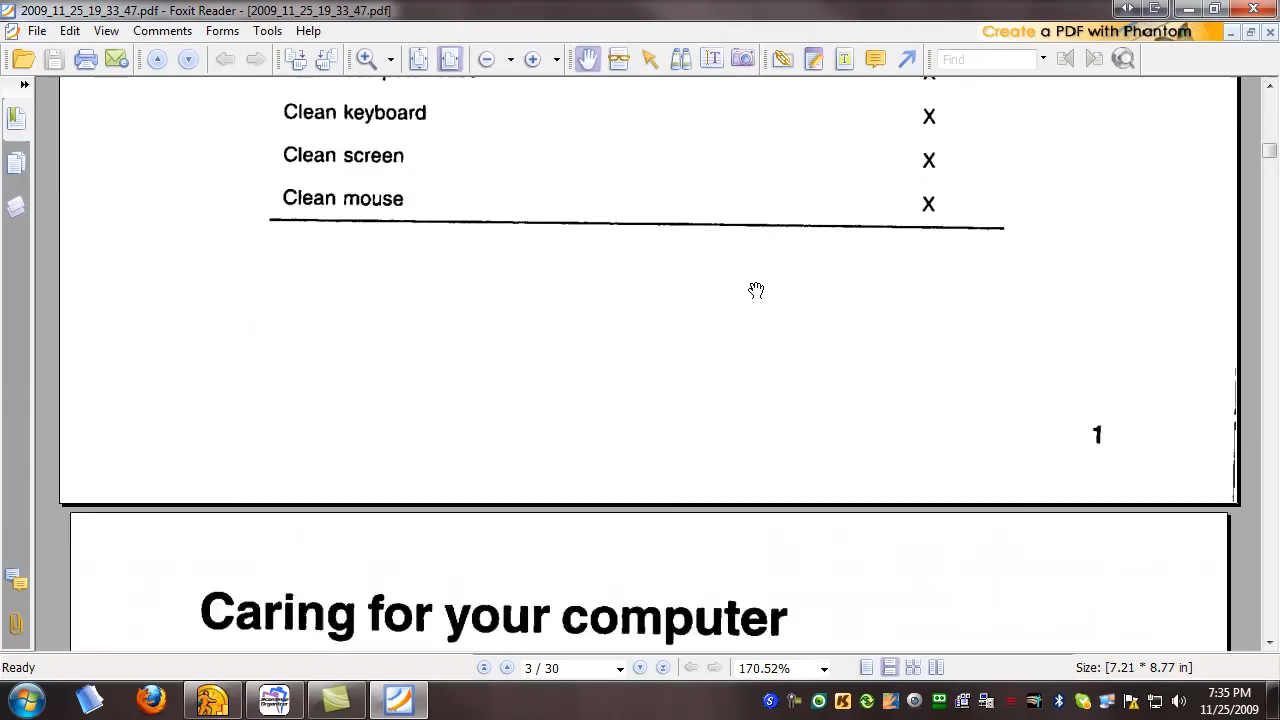 2009_11_25_19_33_47.pdf - Foxit Reader - [2009_11_25_19_33_47.pdf]
File Edit View Comments Forms Tools Help
Create a PDF with Phantom
Find
X
Clean keyboard X
Clean screen X
Clean mouse X
1
Caring for your computer
Ready 3 / 30 170.52% Size: [7.21 * 8.77 in]
7:35 PM
11/25/2009